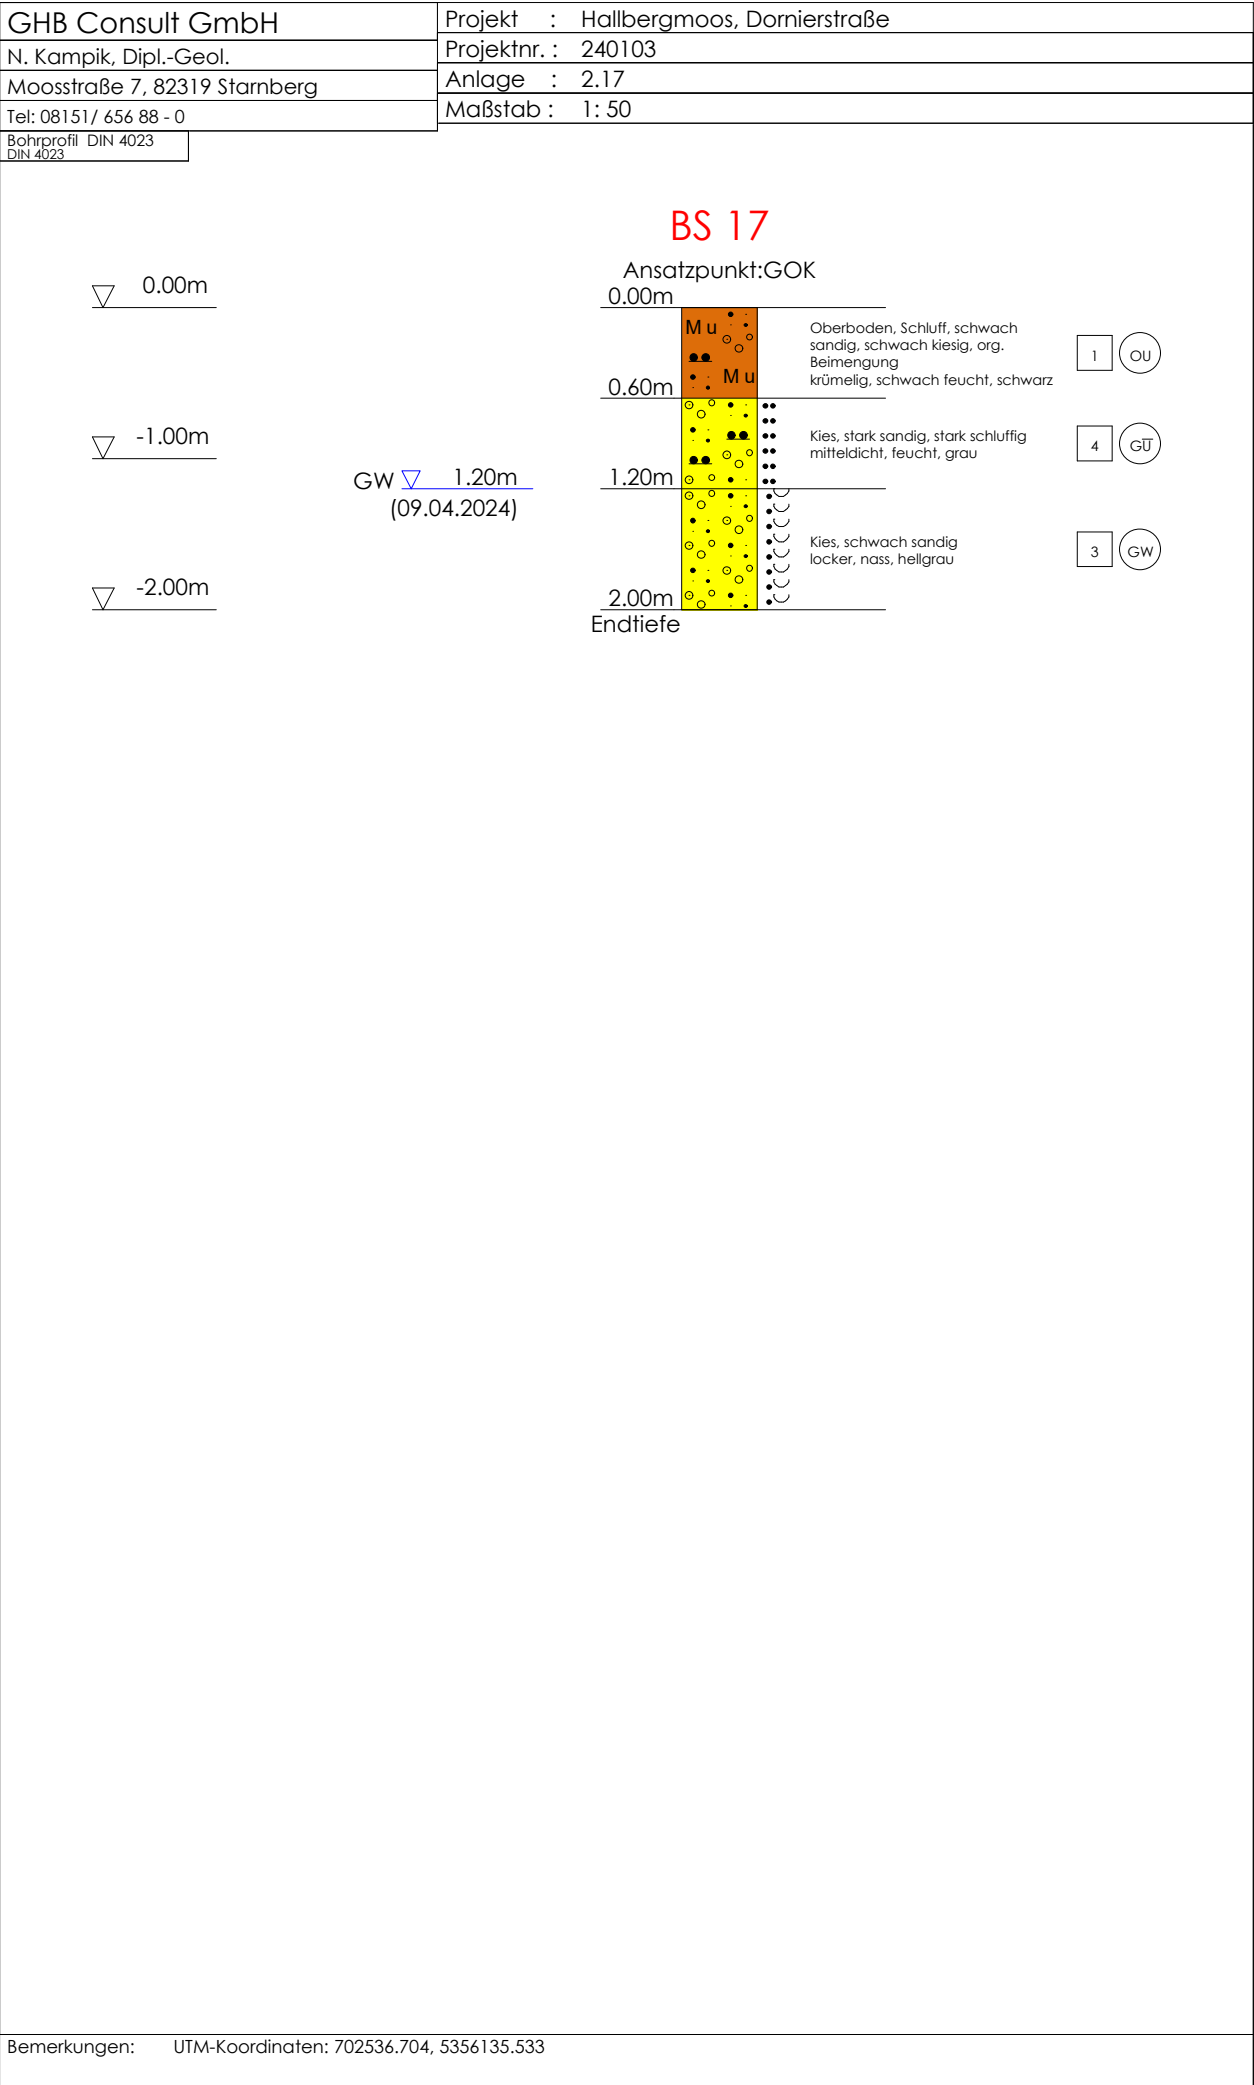 GHB Consult GmbH
N. Kampik, Dipl.-Geol.
Moosstraße 7, 82319 Starnberg
Tel: 08151/ 656 88 - 0
Projekt : Hallbergmoos, Dornierstraße
Projektnr. : 240103
Anlage : 2.17
Maßstab : 1: 50
Bohrprofil DIN 4023
DIN 4023
BS 17
Ansatzpunkt:GOK
0.00m
0.00m
Mu
Mu
Oberboden, Schluff, schwach
sandig, schwach kiesig, org.
Beimengung
krümelig, schwach feucht, schwarz
1 OU
0.60m
-1.00m
Kies, stark sandig, stark schluffig
mitteldicht, feucht, grau
4 GU̅
GW 1.20m
(09.04.2024)
1.20m
Kies, schwach sandig
locker, nass, hellgrau
3 GW
-2.00m
2.00m
Endtiefe
Bemerkungen: UTM-Koordinaten: 702536.704, 5356135.533